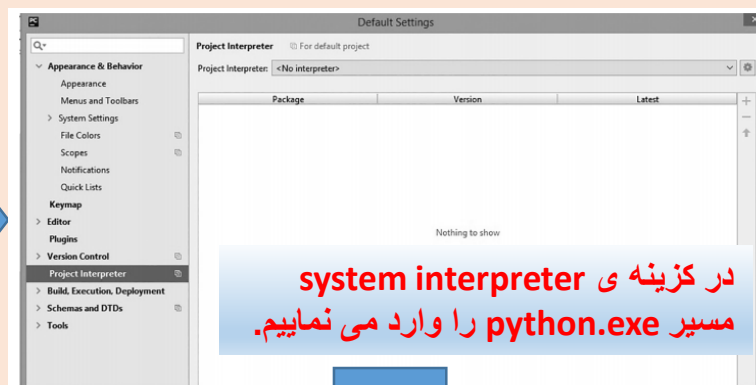 Default Settings
Project Interpreter For default project
Appearance & Behavior
Project Interpreter: <No interpreter>
Appearance
Menus and Toolbars
Package Version Latest
System Settings
File Colors
Scopes
Notifications
Quick Lists
Keymap
Editor
Plugins
Nothing to show
Version Control
Project Interpreter
Build, Execution, Deployment
Schemas and DTDs
Tools
در کزینه ی system interpreter
مسیر python.exe را وارد می نماییم.